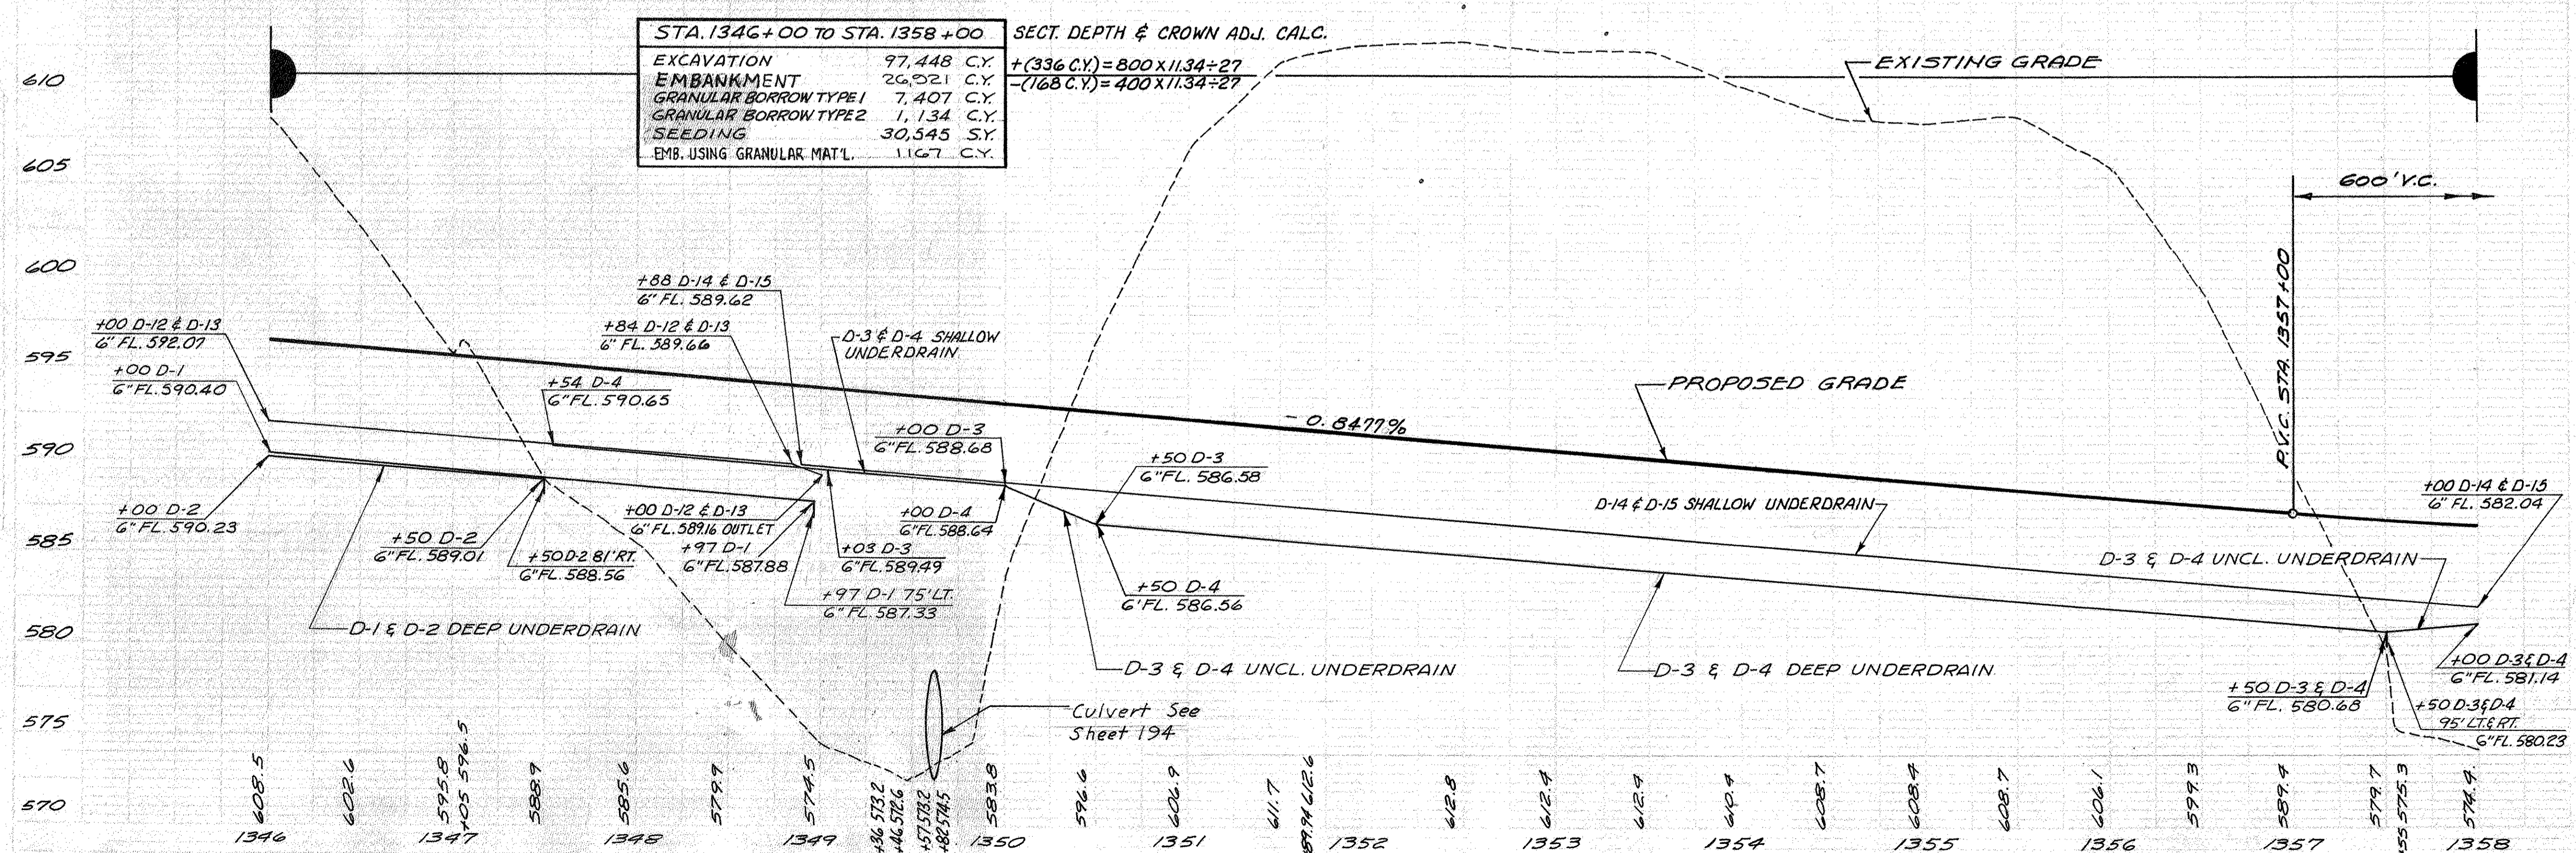 STA. 1346+00 TO STA. 1358+00
EXCAVATION 97,448 C.Y.
EMBANKMENT 26,921 C.Y.
GRANULAR BORROW TYPE 1 7,407 C.Y.
GRANULAR BORROW TYPE 2 1,134 C.Y.
SEEDING 30,545 S.Y.
EMB. USING GRANULAR MAT'L. 1167 C.Y.
SECT. DEPTH & CROWN ADJ. CALC.
+(336 C.Y.)=800 X 11.34÷27
-(168 C.Y.)=400 X 11.34÷27
EXISTING GRADE
610
605
600
595
590
585
580
575
570
600' V.C.
P.V.C. STA. 1357+00
+00 D-12 & D-13
6" FL. 592.07
+00 D-1
6" FL. 590.40
+00 D-2
6" FL. 590.23
+88 D-14 & D-15
6" FL. 589.62
+84 D-12 & D-13
6" FL. 589.66
D-3 & D-4 SHALLOW
UNDERDRAIN
+54 D-4
6" FL. 590.65
+00 D-3
6" FL. 588.68
- 0.8477%
PROPOSED GRADE
+50 D-3
6" FL. 586.58
+50 D-2
6" FL. 589.01
+50 D-2 81' RT.
6" FL. 588.56
+00 D-12 & D-13
6" FL. 589.16 OUTLET
+97 D-1
6" FL. 587.88
+03 D-3
6" FL. 589.49
+97 D-1 75' LT.
6" FL. 587.33
+00 D-4
6" FL. 588.64
+50 D-4
6' FL. 586.56
D-14 & D-15 SHALLOW UNDERDRAIN
+00 D-14 & D-15
6" FL. 582.04
D-3 & D-4 UNCL. UNDERDRAIN
D-1 & D-2 DEEP UNDERDRAIN
D-3 & D-4 UNCL. UNDERDRAIN
D-3 & D-4 DEEP UNDERDRAIN
+00 D-3 & D-4
6" FL. 581.14
+50 D-3 & D-4
6" FL. 580.68
+50 D-3 & D-4
95' LT. & RT.
6" FL. 580.23
Culvert See
Sheet 194
608.5
602.6
595.8
+05 596.5
588.9
585.6
579.9
574.5
+36 573.2
+46 572.6
+57 573.2
+82 574.5
583.8
596.6
606.9
611.7
612.6
612.8
612.4
612.4
610.4
608.7
608.4
608.7
606.1
599.3
589.4
579.7
+55 575.3
574.4
1346
1347
1348
1349
1350
1351
1352
1353
1354
1355
1356
1357
1358